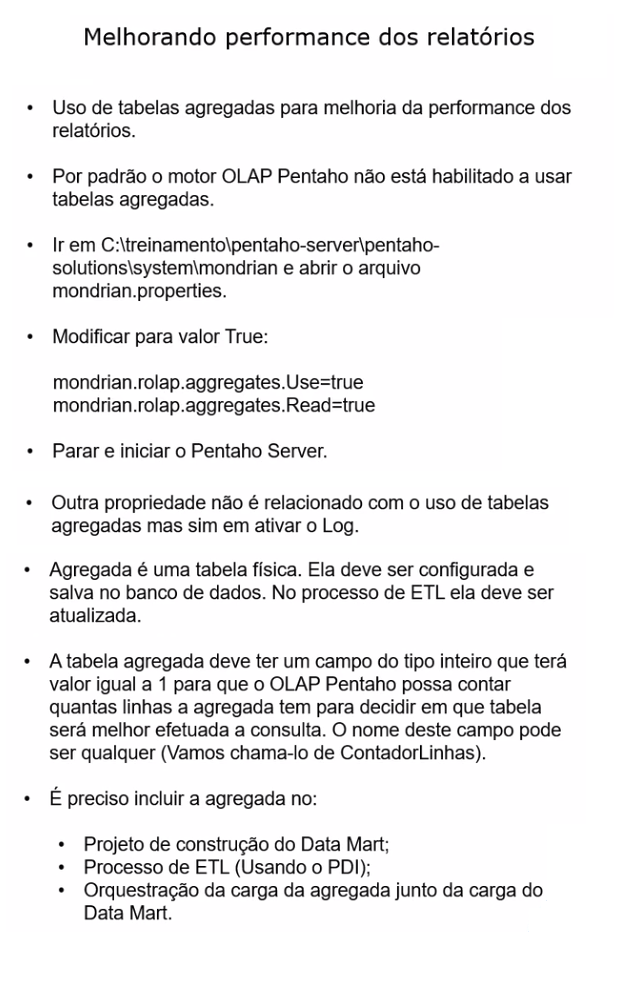 Melhorando performance dos relatórios
• Uso de tabelas agregadas para melhoria da performance dos
relatórios.
• Por padrão o motor OLAP Pentaho não está habilitado a usar
tabelas agregadas.
• Ir em C:\treinamento\pentaho-server\pentaho-
solutions\system\mondrian e abrir o arquivo
mondrian.properties.
• Modificar para valor True:
mondrian.rolap.aggregates.Use=true
mondrian.rolap.aggregates.Read=true
• Parar e iniciar o Pentaho Server.
• Outra propriedade não é relacionado com o uso de tabelas
agregadas mas sim em ativar o Log.
• Agregada é uma tabela física. Ela deve ser configurada e
salva no banco de dados. No processo de ETL ela deve ser
atualizada.
• A tabela agregada deve ter um campo do tipo inteiro que terá
valor igual a 1 para que o OLAP Pentaho possa contar
quantas linhas a agregada tem para decidir em que tabela
será melhor efetuada a consulta. O nome deste campo pode
ser qualquer (Vamos chama-lo de ContadorLinhas).
• É preciso incluir a agregada no:
• Projeto de construção do Data Mart;
• Processo de ETL (Usando o PDI);
• Orquestração da carga da agregada junto da carga do
Data Mart.